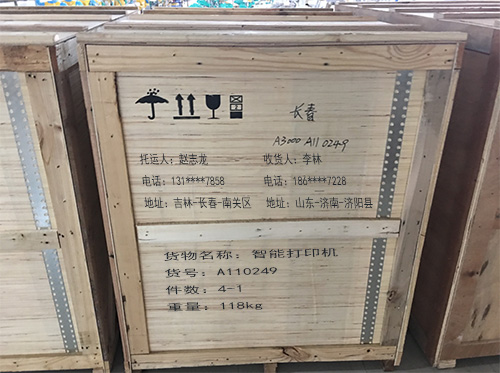 长春
A3000 A110249
托运人：赵志龙 收货人：李林
电话：131****7858 电话：186****7228
地址：吉林-长春-南关区 地址：山东-济南-济阳县
货物名称：智能打印机
货号：A110249
件数：4-1
重量：118kg